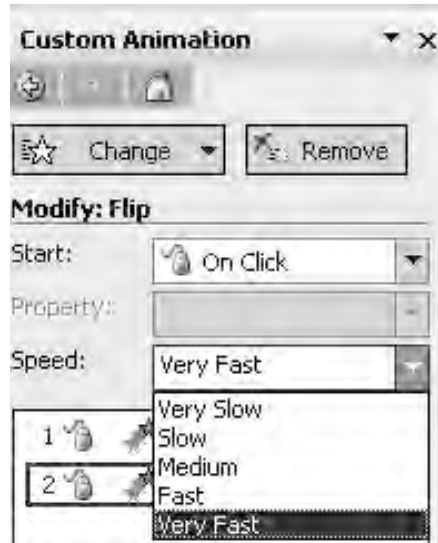 Custom Animation
Change
Remove
Modify: Flip
Start:
On Click
Property:
Speed:
Very Fast
Very Slow
1
Slow
Medium
2
Fast
Very Fast